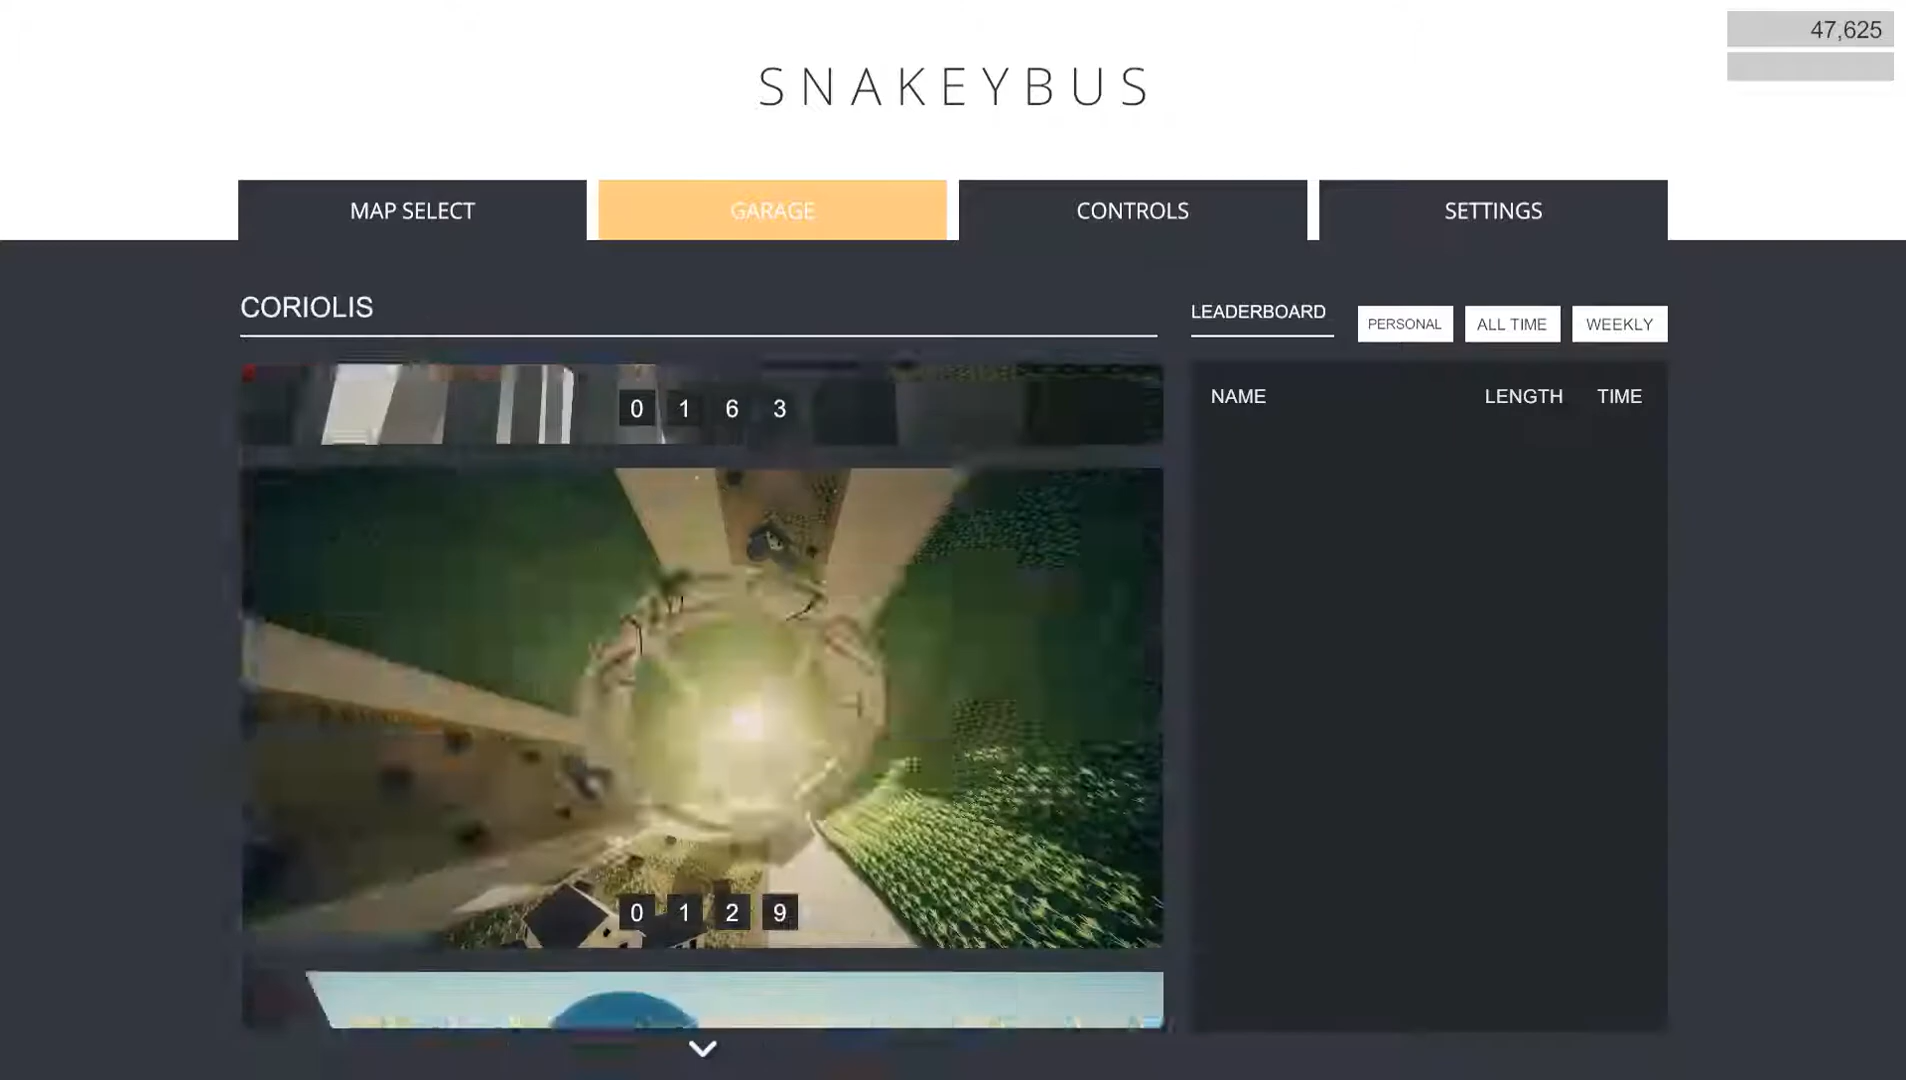 47,625
SNAKEYBUS
MAP SELECT
GARAGE
CONTROLS
SETTINGS
CORIOLIS
LEADERBOARD
PERSONAL
ALL TIME
WEEKLY
0 1 6 3
NAME
LENGTH
TIME
0 1 2 9